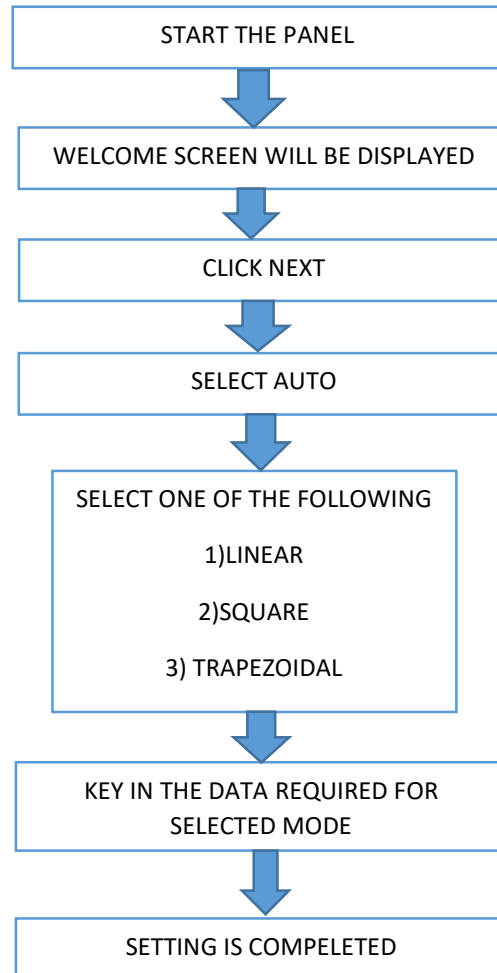 START THE PANEL
WELCOME SCREEN WILL BE DISPLAYED
CLICK NEXT
SELECT AUTO
SELECT ONE OF THE FOLLOWING
1)LINEAR
2)SQUARE
3) TRAPEZOIDAL
KEY IN THE DATA REQUIRED FOR
SELECTED MODE
SETTING IS COMPELETED